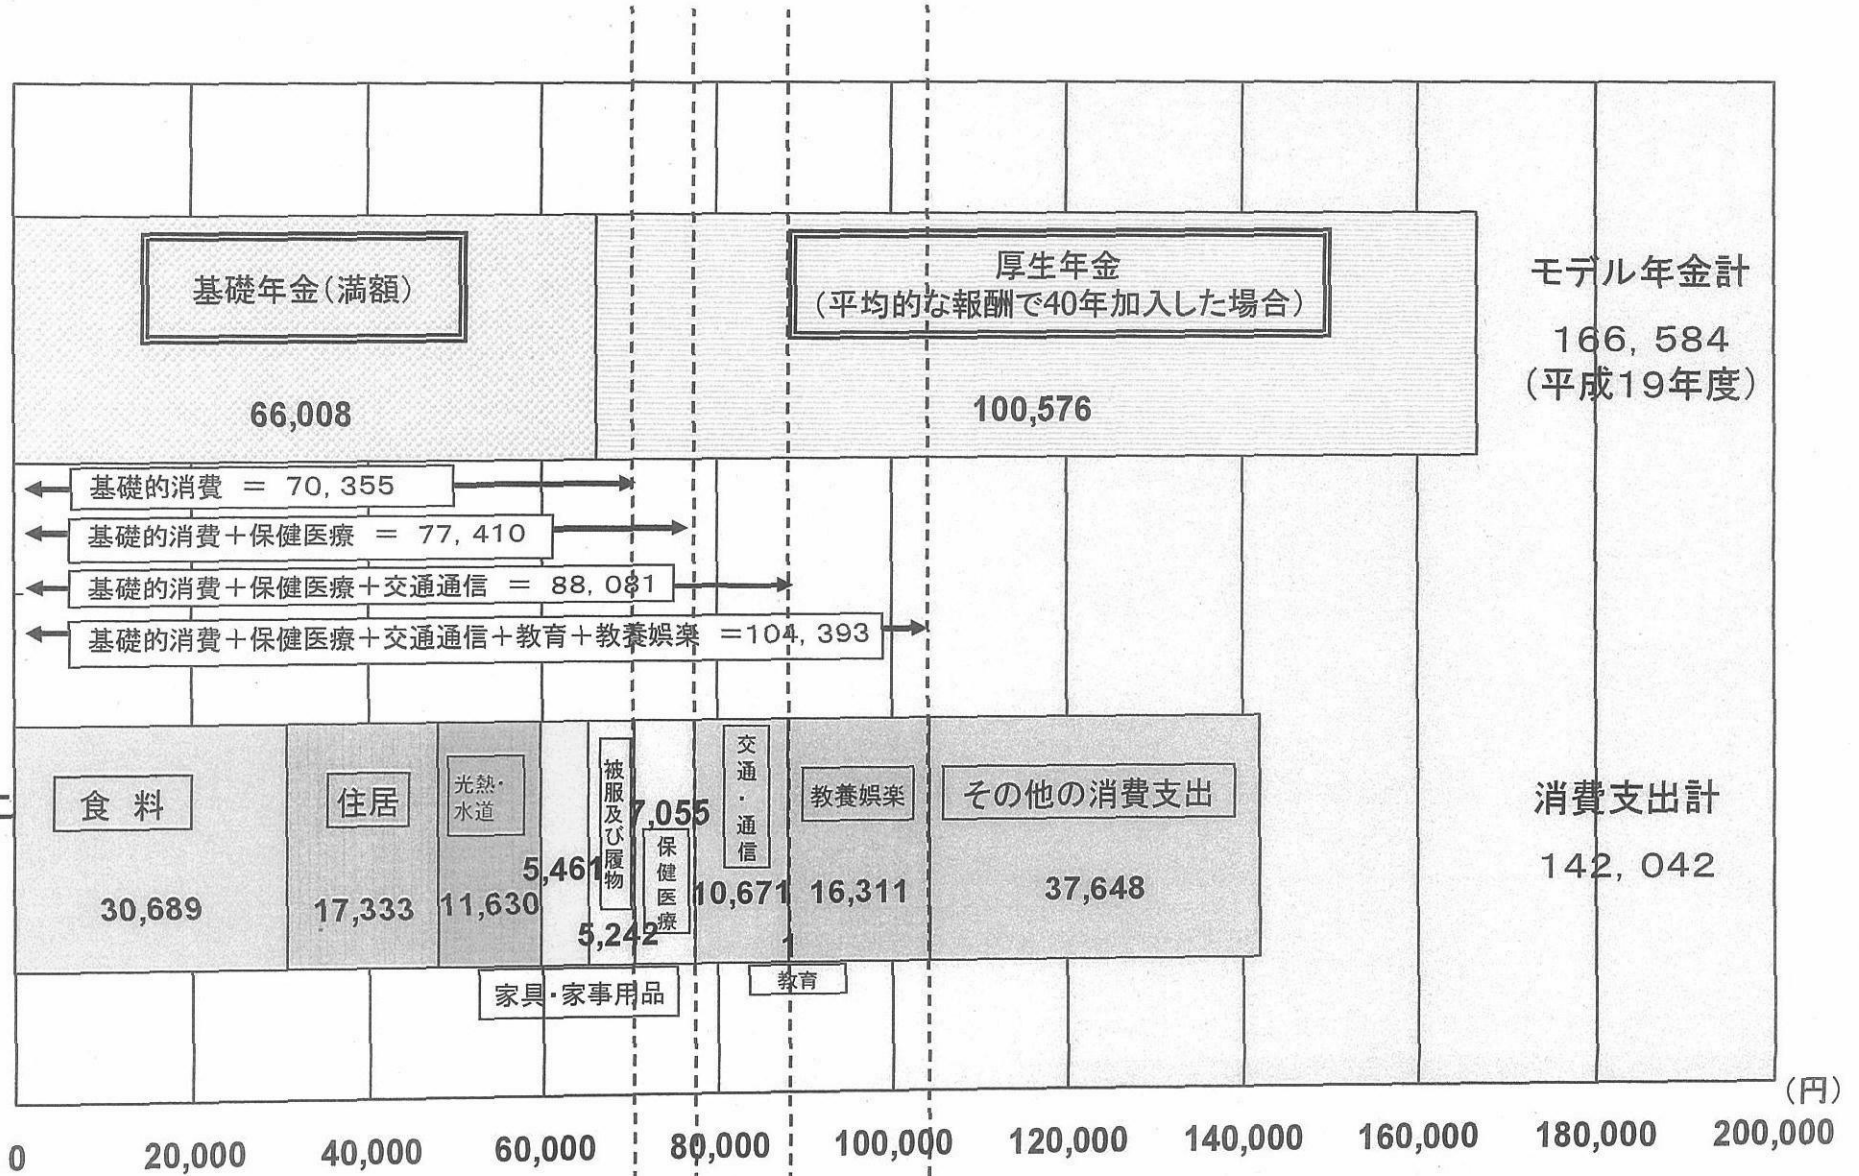 基礎年金(満額)
66,008
厚生年金
(平均的な報酬で40年加入した場合)
100,576
モデル年金計
166,584
(平成19年度)
基礎的消費 = 70,355
基礎的消費+保健医療 = 77,410
基礎的消費+保健医療+交通通信 = 88,081
基礎的消費+保健医療+交通通信+教育+教養娯楽 =104,393
食料
30,689
住居
17,333
光熱・
水道
11,630
5,461
家具・家事用品
被服及び履物
5,242
7,055
保健医療
交通・通信
10,671
1
教育
教養娯楽
16,311
その他の消費支出
37,648
消費支出計
142,042
(円)
0 20,000 40,000 60,000 80,000 100,000 120,000 140,000 160,000 180,000 200,000